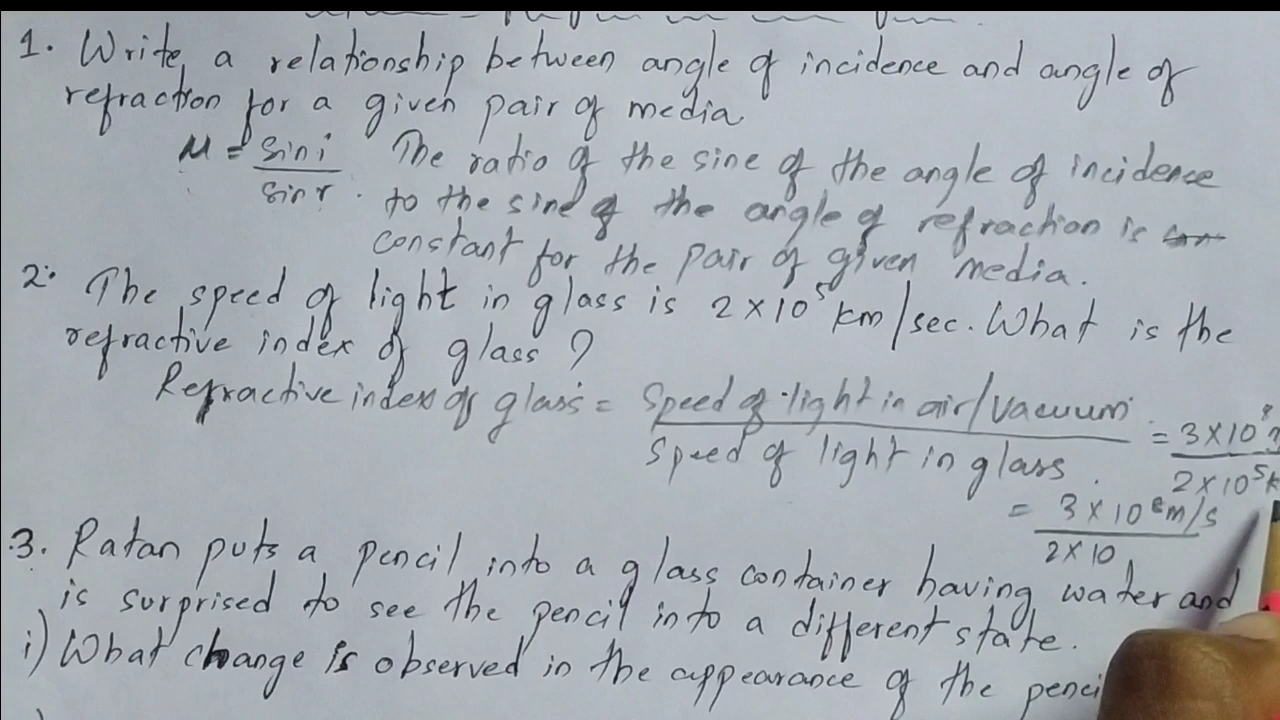 1. Write a relationship between angle of incidence and angle of
refraction for a given pair of media
μ = sin i / sin r . The ratio of the sine of the angle of incidence
to the sine of the angle of refraction is
constant for the pair of given media.
2. The speed of light in glass is 2×10⁵ km/sec. What is the
refractive index of glass ?
Refractive index of glass = Speed of light in air/Vacuum / Speed of light in glass = 3×10⁸ / 2×10⁵
= 3×10⁸ m/s / 2×10
3. Ratan puts a pencil into a glass container having water and
is surprised to see the pencil into a different state.
i) What change is observed in the appearance of the penci